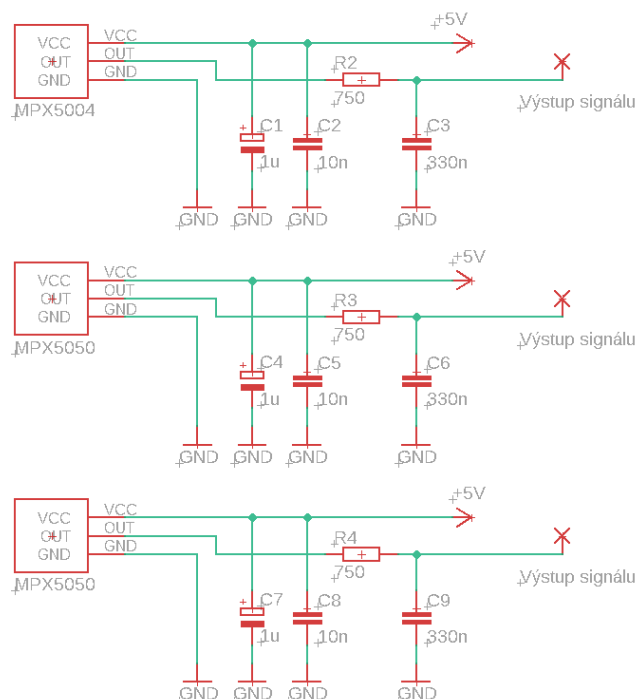 +5V
VCC VCC
OUT OUT
GND GND
R2
750
MPX5004
Výstup signálu
C1 C2 C3
1u 10n 330n
GND GND GND GND
+5V
VCC VCC
OUT OUT
GND GND
R3
750
MPX5050
Výstup signálu
C4 C5 C6
1u 10n 330n
GND GND GND GND
+5V
VCC VCC
OUT OUT
GND GND
R4
750
MPX5050
Výstup signálu
C7 C8 C9
1u 10n 330n
GND GND GND GND